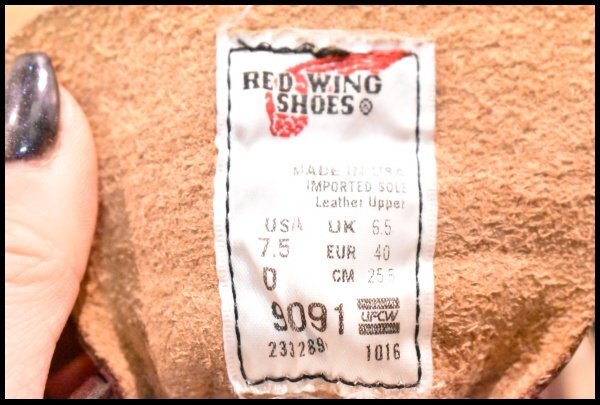 RED WING
SHOES®
MADE IN USA
IMPORTED SOLE
Leather Upper
USA UK 6.5
7.5 EUR 40
D CM 25.5
9091 UFCW
233289 1016